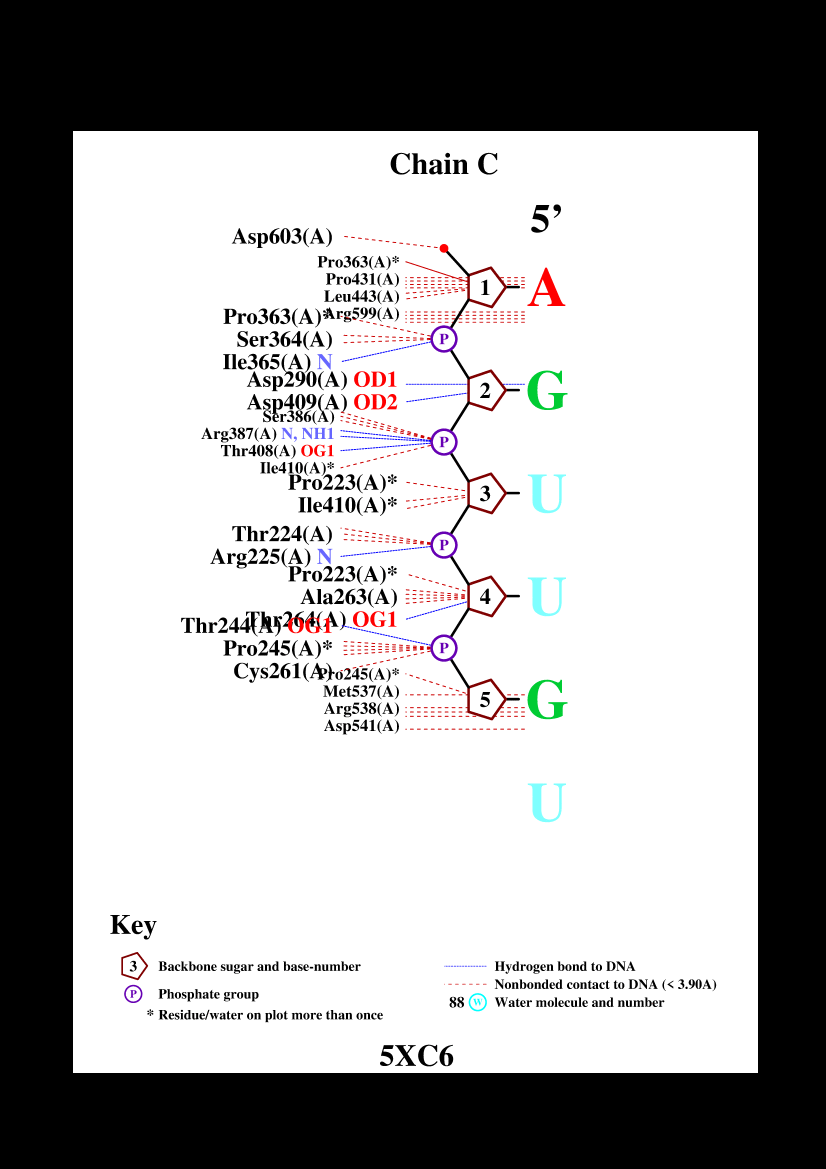 Chain C
5’
Asp603(A)
Pro363(A)*
Pro431(A)
1
A
Leu443(A)
Arg599(A)
Pro363(A)*
Ser364(A)
P
Ile365(A) N
Asp290(A) OD1
2
G
Asp409(A) OD2
Ser386(A)
Arg387(A) N, NH1
P
Thr408(A) OG1
Ile410(A)*
Pro223(A)*
3
U
Ile410(A)*
Thr224(A)
P
Arg225(A) N
Pro223(A)*
Ala263(A)
4
U
Thr264(A) OG1
Thr244(A) OG1
Pro245(A)*
P
Cys261(A)
Pro245(A)*
Met537(A)
5
G
Arg538(A)
Asp541(A)
U
Key
3 Backbone sugar and base-number
P Phosphate group
* Residue/water on plot more than once
Hydrogen bond to DNA
Nonbonded contact to DNA (< 3.90A)
88 W Water molecule and number
5XC6